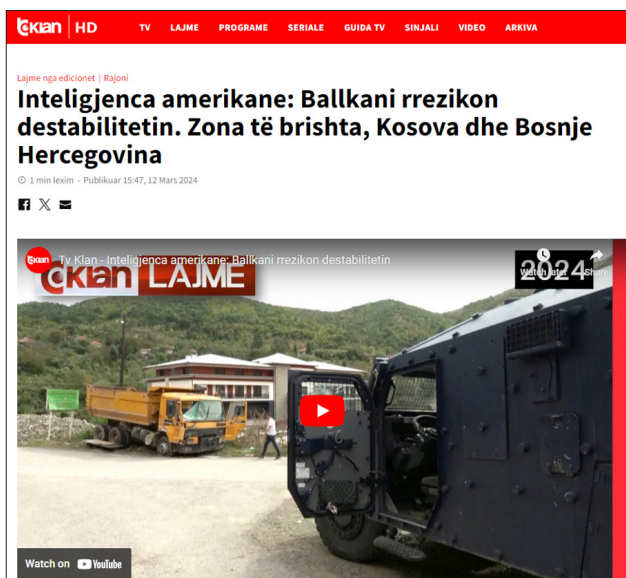 tvKlan HD TV LAJME PROGRAME SERIALE GUIDA TV SINJALI VIDEO ARKIVA
Lajme nga edicionet | Rajoni
Inteligjenca amerikane: Ballkani rrezikon
destabilitetin. Zona të brishta, Kosova dhe Bosnje
Hercegovina
1 min lexim - Publikuar 15:47, 12 Mars 2024
Tv Klan - Inteligjenca amerikane: Ballkani rrezikon destabilitetin
tvKlan LAJME
2024
Watch later
Share
Watch on YouTube